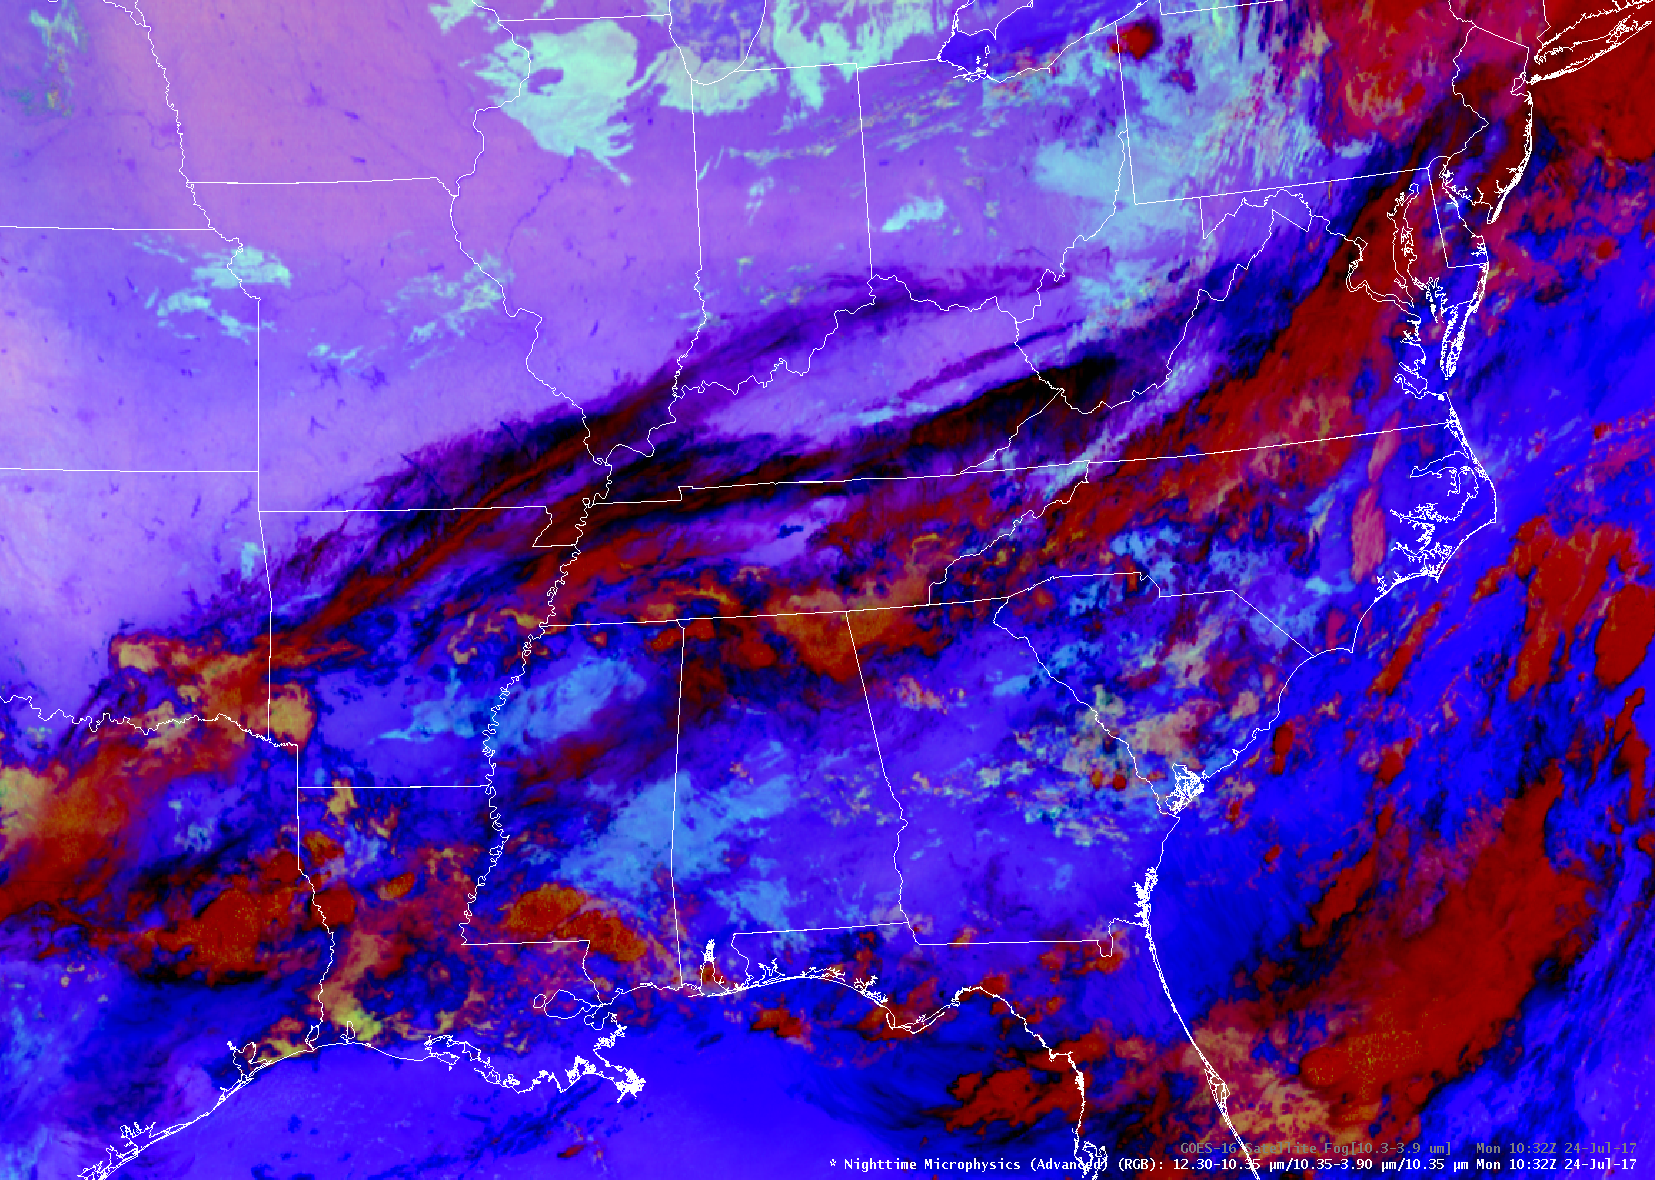 GOES-16 Satellite Fog[10.3-3.9 um] Mon 10:32Z 24-Jul-17
* Nighttime Microphysics (Advanced) (RGB): 12.30-10.35 µm/10.35-3.90 µm/10.35 µm Mon 10:32Z 24-Jul-17